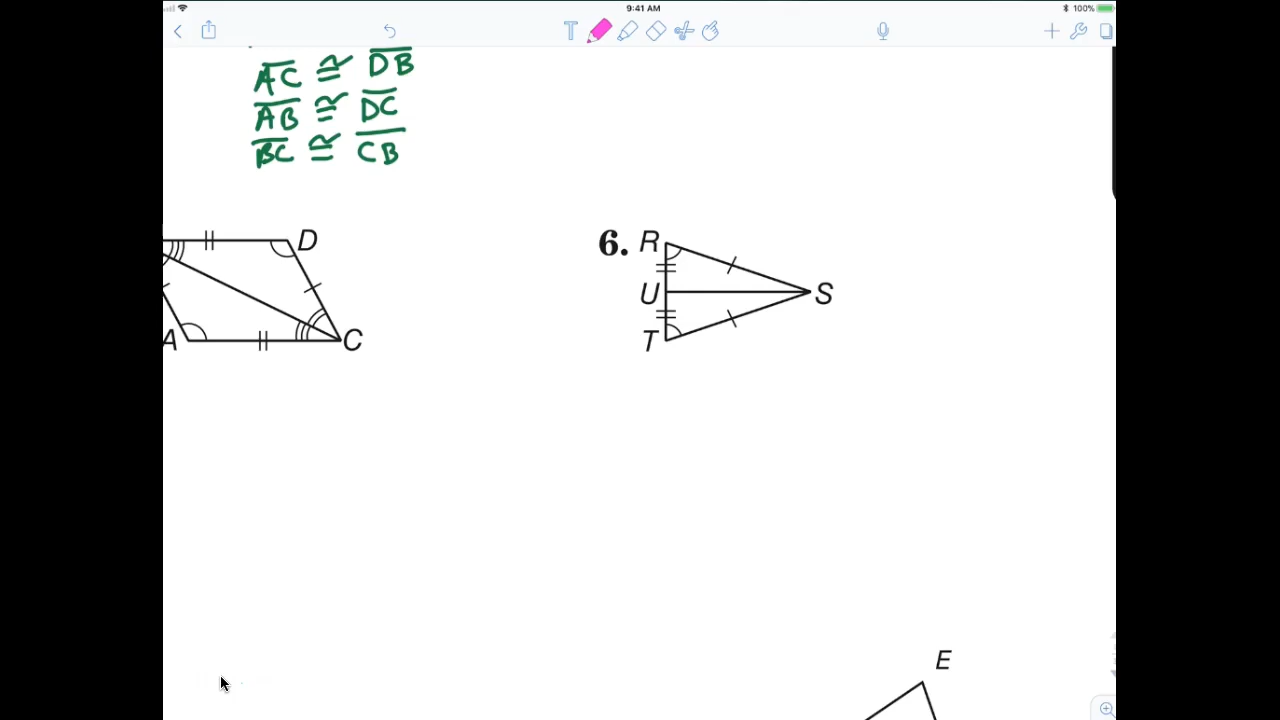 9:41 AM
100%
T
AC ≅ DB
AB ≅ DC
BC ≅ CB
D
A
C
6.
R
U
S
T
E